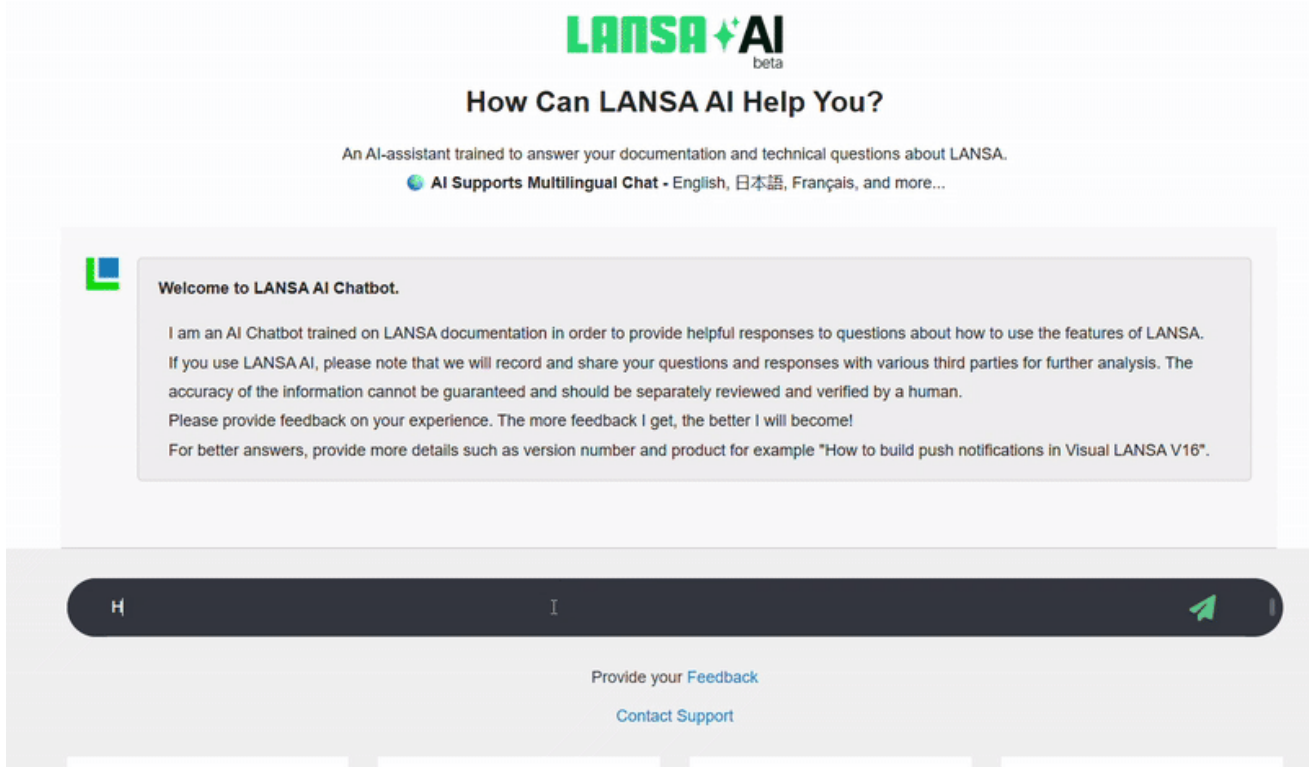 LANSA AI
beta
How Can LANSA AI Help You?
An AI-assistant trained to answer your documentation and technical questions about LANSA.
AI Supports Multilingual Chat - English, 日本語, Français, and more...
Welcome to LANSA AI Chatbot.
I am an AI Chatbot trained on LANSA documentation in order to provide helpful responses to questions about how to use the features of LANSA.
If you use LANSA AI, please note that we will record and share your questions and responses with various third parties for further analysis. The
accuracy of the information cannot be guaranteed and should be separately reviewed and verified by a human.
Please provide feedback on your experience. The more feedback I get, the better I will become!
For better answers, provide more details such as version number and product for example "How to build push notifications in Visual LANSA V16".
H
Provide your Feedback
Contact Support